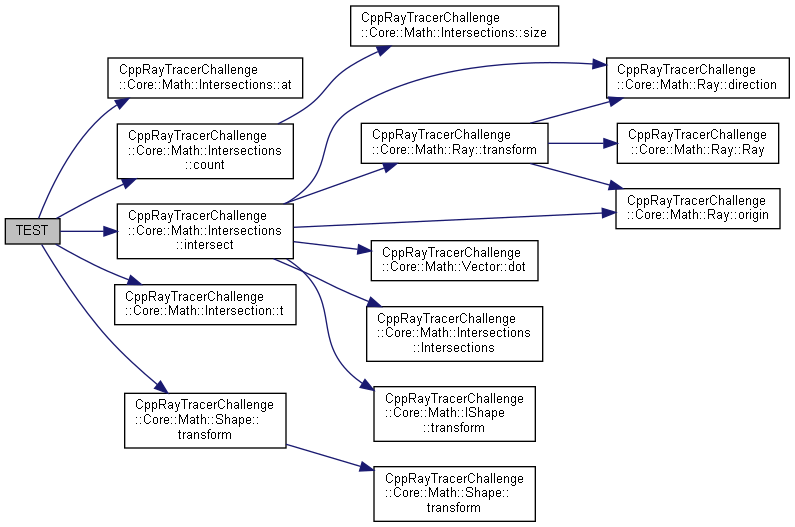 TEST
CppRayTracerChallenge
::Core::Math::Intersections::at
CppRayTracerChallenge
::Core::Math::Intersections
::count
CppRayTracerChallenge
::Core::Math::Intersections
::intersect
CppRayTracerChallenge
::Core::Math::Intersection::t
CppRayTracerChallenge
::Core::Math::Shape::
transform
CppRayTracerChallenge
::Core::Math::Intersections::size
CppRayTracerChallenge
::Core::Math::Ray::transform
CppRayTracerChallenge
::Core::Math::Vector::dot
CppRayTracerChallenge
::Core::Math::Intersections
::Intersections
CppRayTracerChallenge
::Core::Math::IShape
::transform
CppRayTracerChallenge
::Core::Math::Shape::
transform
CppRayTracerChallenge
::Core::Math::Ray::direction
CppRayTracerChallenge
::Core::Math::Ray::Ray
CppRayTracerChallenge
::Core::Math::Ray::origin